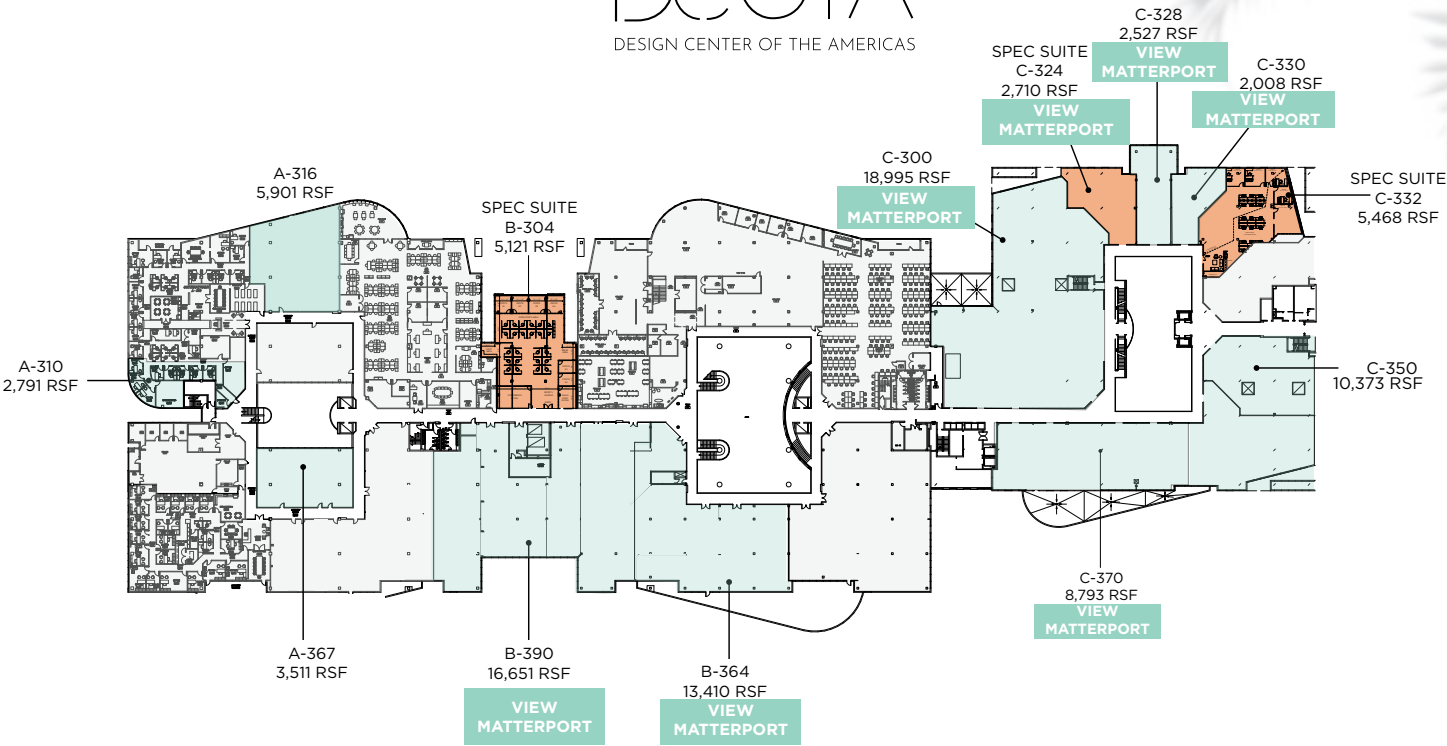 DCOTA
DESIGN CENTER OF THE AMERICAS
C-328
2,527 RSF
VIEW
MATTERPORT
SPEC SUITE
C-324
2,710 RSF
VIEW
MATTERPORT
C-330
2,008 RSF
VIEW
MATTERPORT
C-300
18,995 RSF
VIEW
MATTERPORT
SPEC SUITE
C-332
5,468 RSF
A-316
5,901 RSF
SPEC SUITE
B-304
5,121 RSF
A-310
2,791 RSF
C-350
10,373 RSF
C-370
8,793 RSF
VIEW
MATTERPORT
A-367
3,511 RSF
B-390
16,651 RSF
VIEW
MATTERPORT
B-364
13,410 RSF
VIEW
MATTERPORT